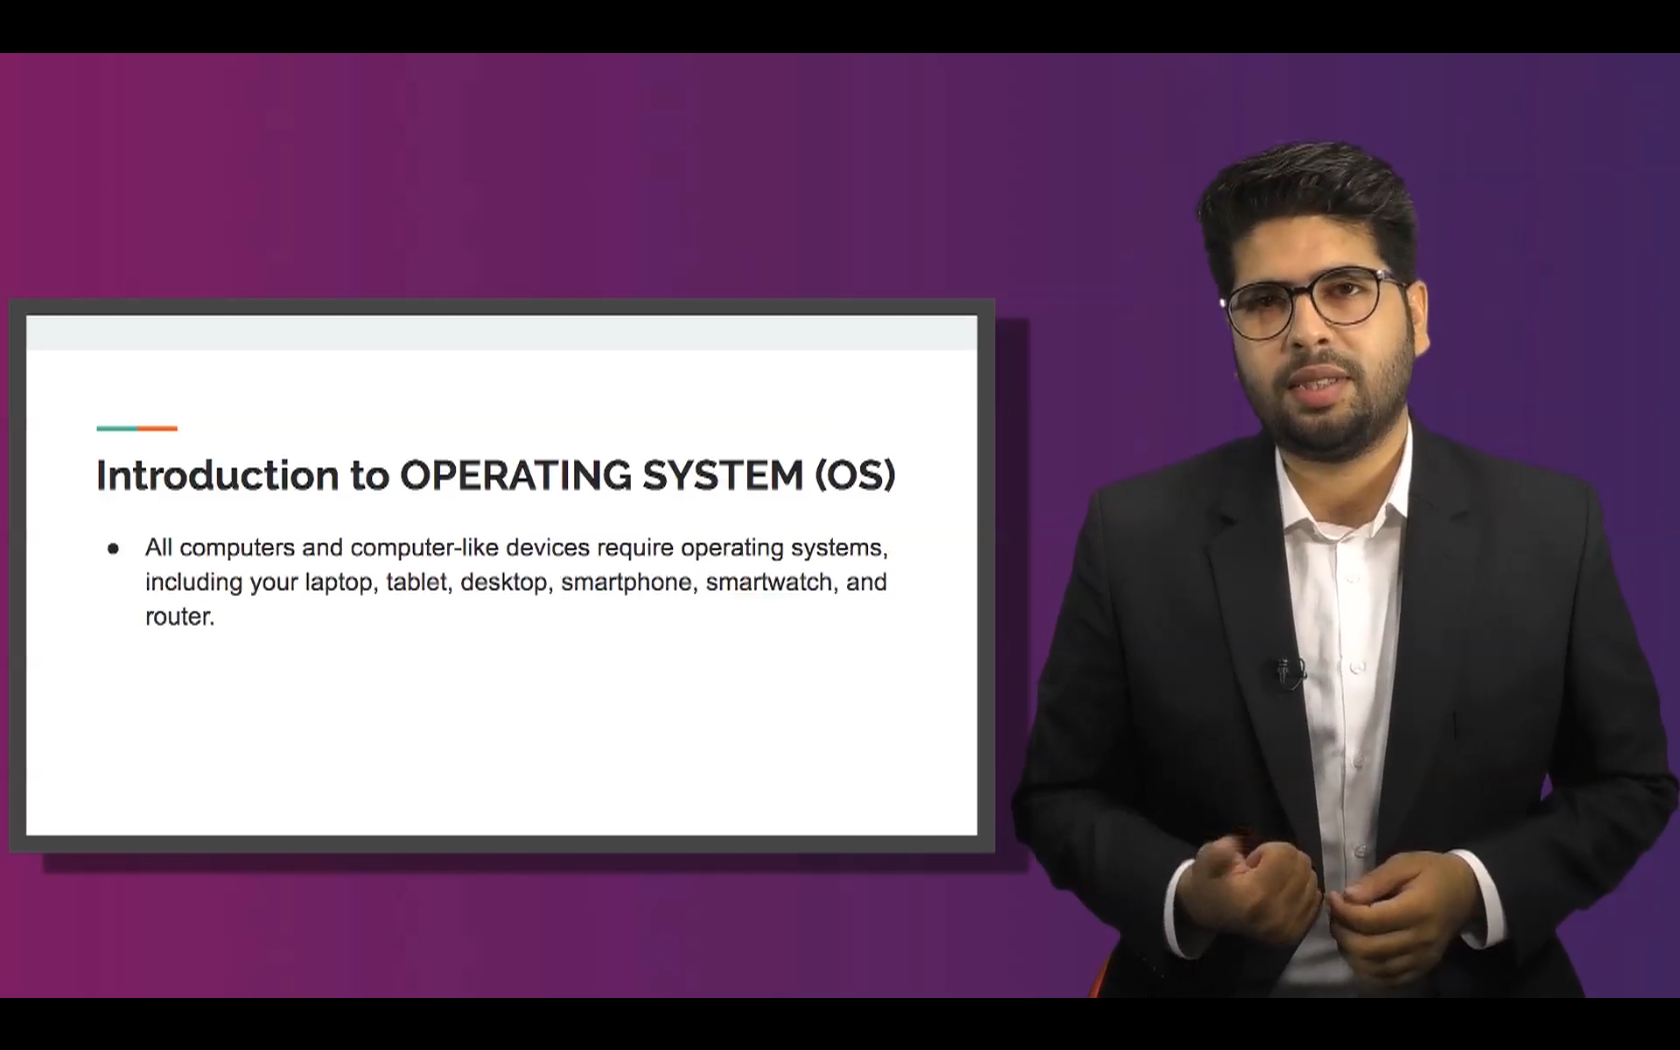 Introduction to OPERATING SYSTEM (OS)
● All computers and computer-like devices require operating systems,
including your laptop, tablet, desktop, smartphone, smartwatch, and
router.